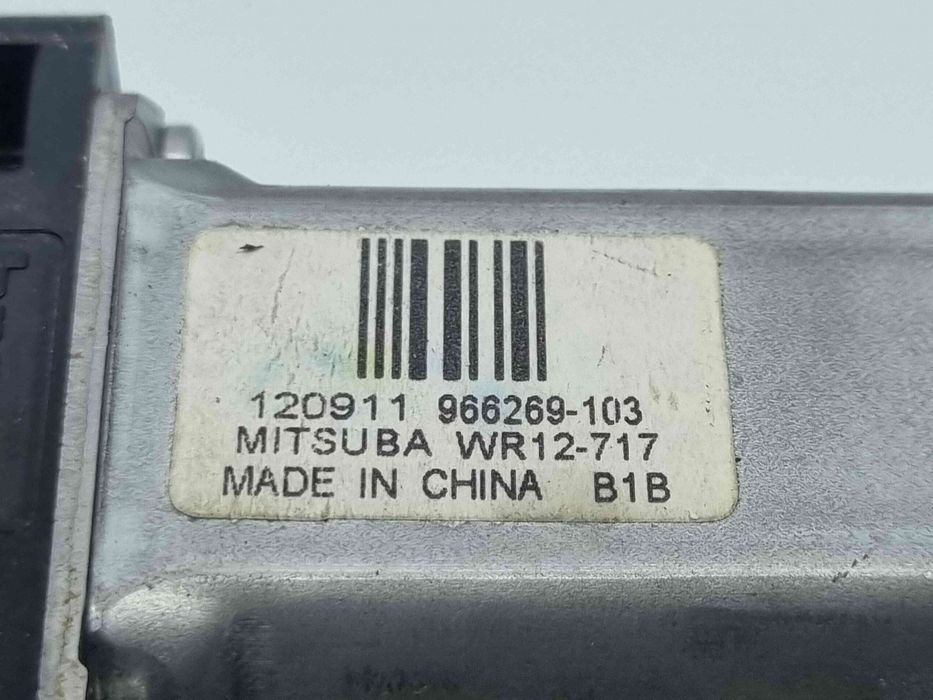 120911 966269-103
MITSUBA WR12-717
MADE IN CHINA B1B